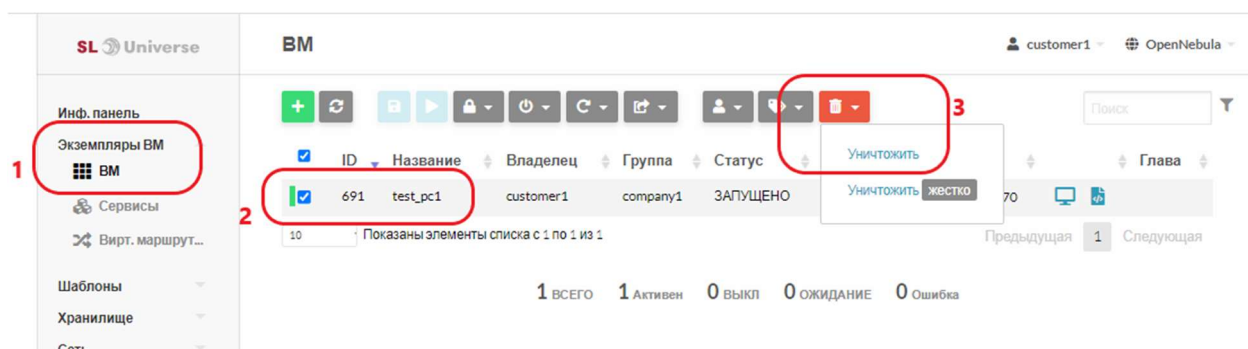 SL Universe
ВМ
customer1
OpenNebula
Инф. панель
3
Поиск
Экземпляры ВМ
1
ВМ
ID Название Владелец Группа Статус Глава
Уничтожить
Уничтожить жестко
2
691 test_pc1 customer1 company1 ЗАПУЩЕНО 70
Сервисы
Вирт. маршрут...
10 Показаны элементы списка с 1 по 1 из 1
Предыдущая 1 Следующая
Шаблоны
1 ВСЕГО 1 Активен 0 ВЫКЛ 0 ОЖИДАНИЕ 0 Ошибка
Хранилище